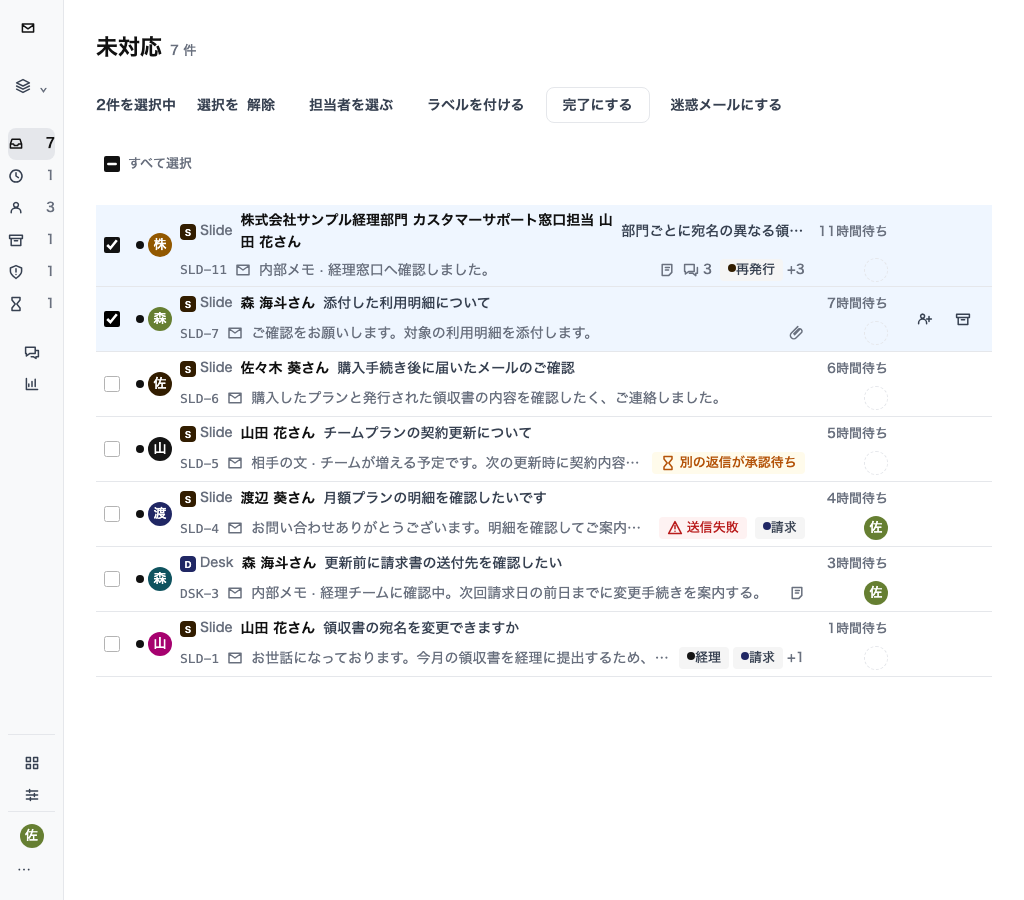 未対応 7 件
2件を選択中 選択を 解除 担当者を選ぶ ラベルを付ける 完了にする 迷惑メールにする
すべて選択
7
1
3
1
1
1
株 S Slide 株式会社サンプル経理部門 カスタマーサポート窓口担当 山田 花さん 部門ごとに宛名の異なる領… 11時間待ち
SLD-11 内部メモ · 経理窓口へ確認しました。 3 再発行 +3
森 S Slide 森 海斗さん 添付した利用明細について 7時間待ち
SLD-7 ご確認をお願いします。対象の利用明細を添付します。
佐 S Slide 佐々木 葵さん 購入手続き後に届いたメールのご確認 6時間待ち
SLD-6 購入したプランと発行された領収書の内容を確認したく、ご連絡しました。
山 S Slide 山田 花さん チームプランの契約更新について 5時間待ち
SLD-5 相手の文 · チームが増える予定です。次の更新時に契約内容… 別の返信が承認待ち
渡 S Slide 渡辺 葵さん 月額プランの明細を確認したいです 4時間待ち
SLD-4 お問い合わせありがとうございます。明細を確認してご案内… 送信失敗 請求 佐
森 D Desk 森 海斗さん 更新前に請求書の送付先を確認したい 3時間待ち
DSK-3 内部メモ · 経理チームに確認中。次回請求日の前日までに変更手続きを案内する。 佐
山 S Slide 山田 花さん 領収書の宛名を変更できますか 1時間待ち
SLD-1 お世話になっております。今月の領収書を経理に提出するため、… 経理 請求 +1
佐
…